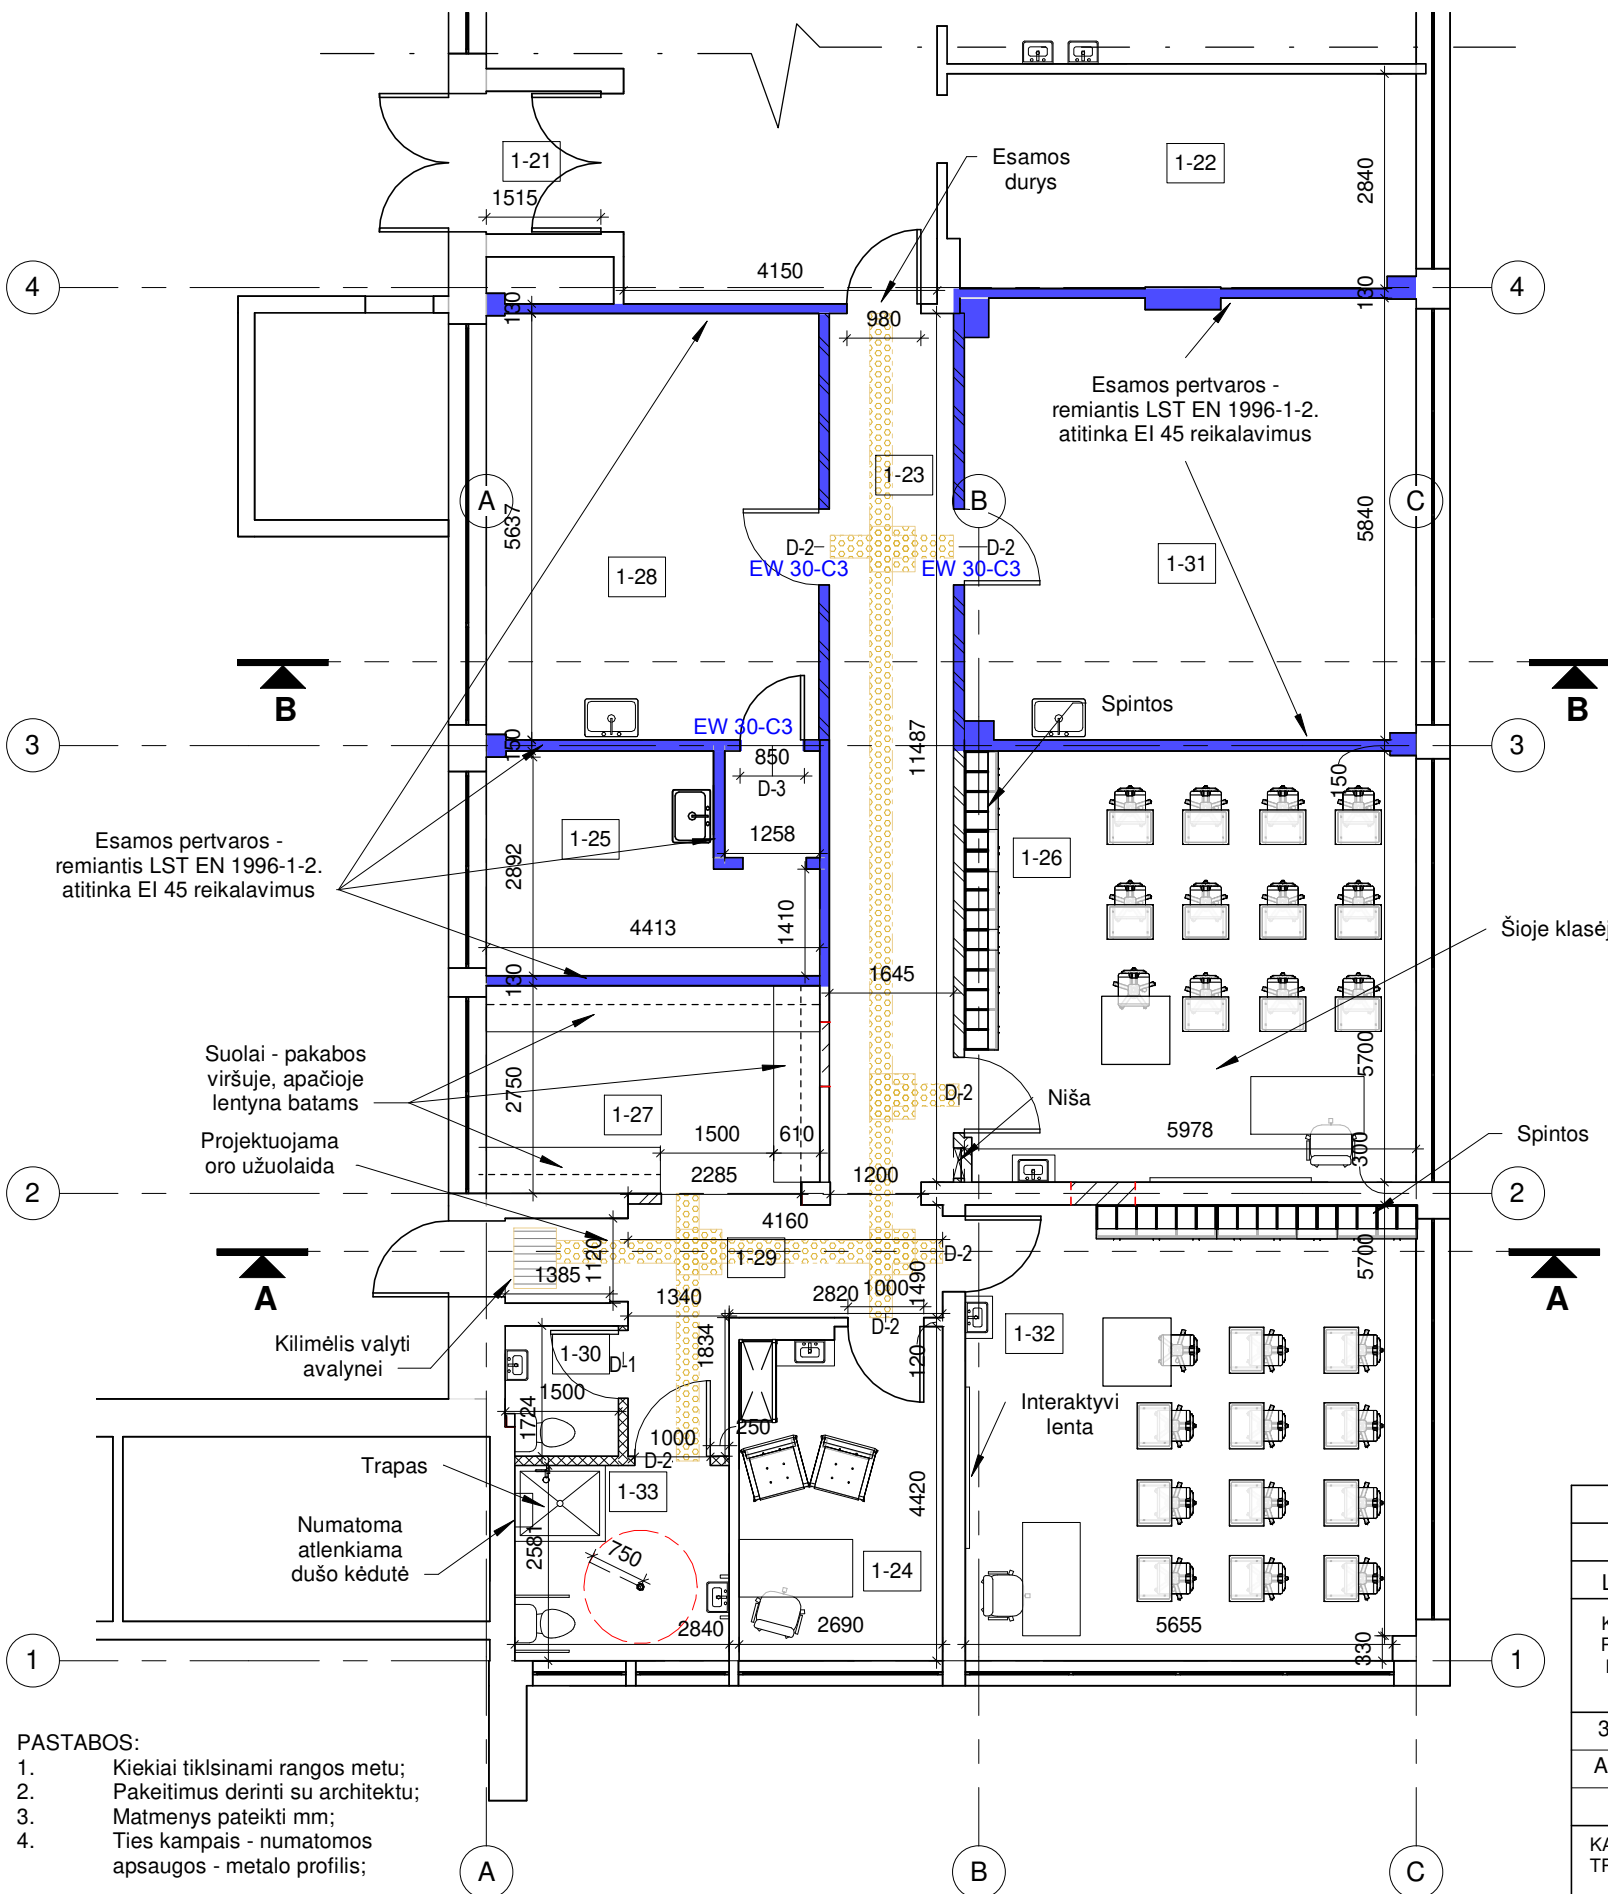 1-21
1515
Esamos
durys
1-22
2840
4
4150
130
980
130
4
Esamos pertvaros -
remiantis LST EN 1996-1-2.
atitinka EI 45 reikalavimus
1-23
A
B
C
5637
5840
D-2
EW 30-C3
D-2
EW 30-C3
1-28
1-31
B
B
Spintos
EW 30-C3
3
150
850
D-3
11487
150
3
Esamos pertvaros -
remiantis LST EN 1996-1-2.
atitinka EI 45 reikalavimus
1-25
1258
1-26
2892
4413
1410
Šioje klasėj
130
1645
Suolai - pakabos
viršuje, apačioje
lentyna batams
2750
5700
D-2
Niša
1-27
1500
610
5978
Spintos
Projektuojama
oro užuolaida
2285
1200
300
2
2
4160
1120
1-29
D-2
5700
A
1385
1340
2820
1000
1490
A
D-2
1-32
Kilimėlis valyti
avalynei
1-30
D-1
1834
120
1500
1724
Interaktyvi
lenta
1000
250
D-2
Trapas
1-33
4420
Numatoma
atlenkiama
dušo kėdutė
2581
750
1-24
2840
2690
5655
330
1
1
L
K
3
A
KA
PASTABOS:
1. Kiekiai tiklsinami rangos metu;
2. Pakeitimus derinti su architektu;
3. Matmenys pateikti mm;
4. Ties kampais - numatomos
apsaugos - metalo profilis;
A
B
C